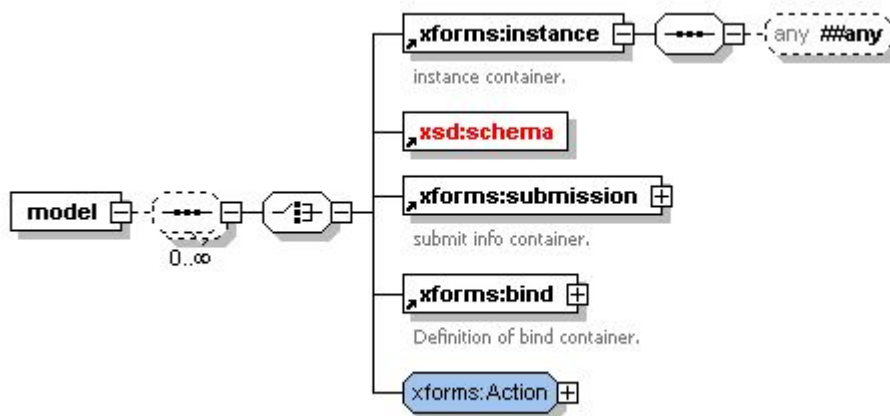 xforms:instance
any ##any
instance container.
xsd:schema
xforms:submission
model
submit info container.
0..∞
xforms:bind
Definition of bind container.
xforms:Action